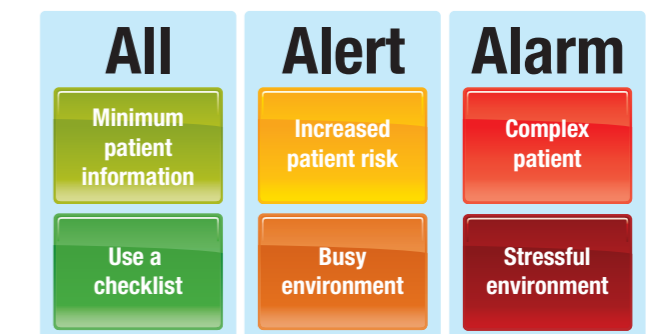 All
Minimum
patient
information
Use a
checklist
Alert
Increased
patient risk
Busy
environment
Alarm
Complex
patient
Stressful
environment